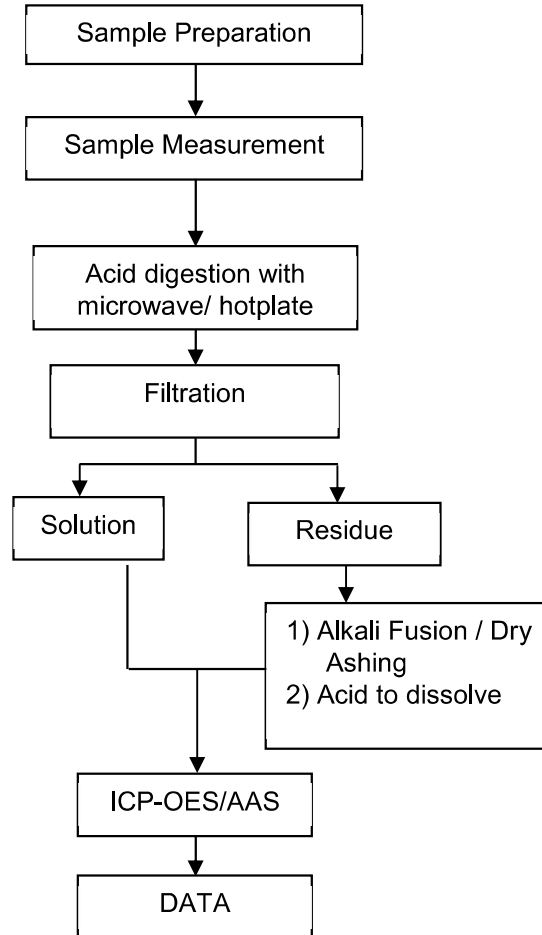 Sample Preparation
Sample Measurement
Acid digestion with
microwave/ hotplate
Filtration
Solution
Residue
1) Alkali Fusion / Dry
Ashing
2) Acid to dissolve
ICP-OES/AAS
DATA